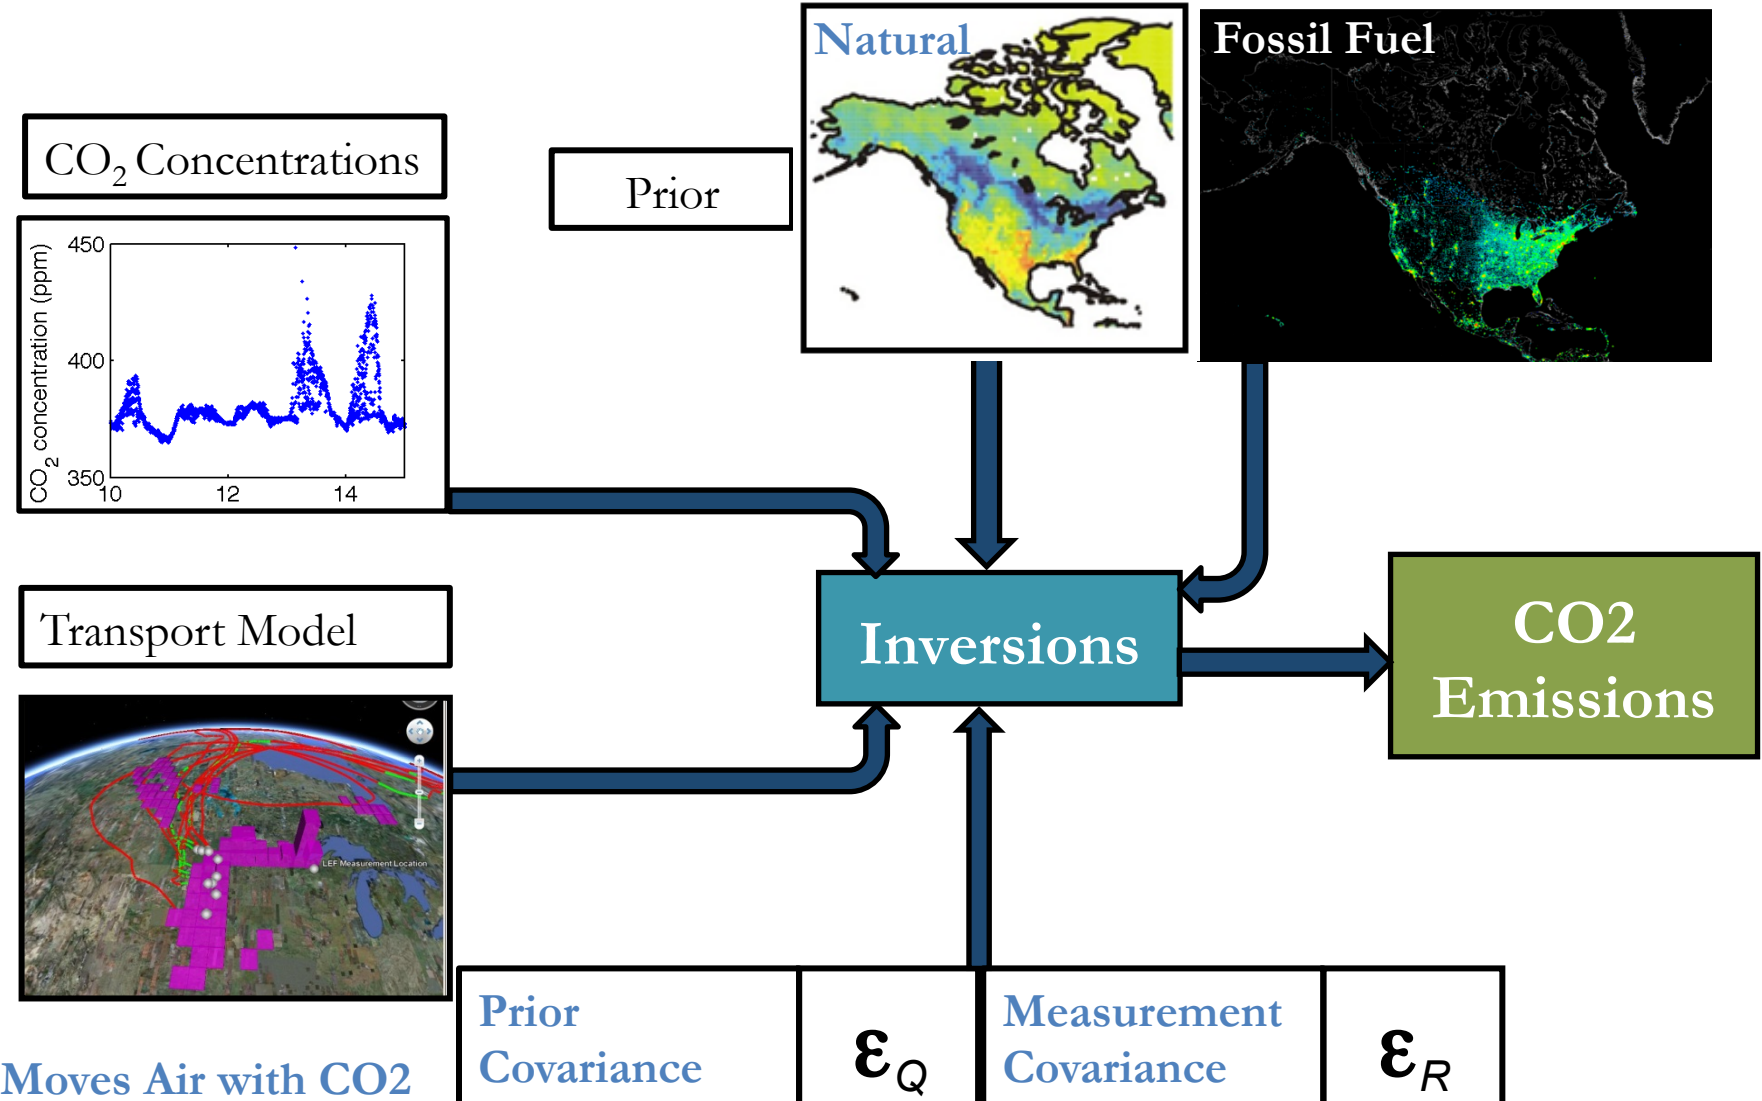 Natural
Fossil Fuel
CO2 Concentrations
Prior
CO2 concentration (ppm)
450
400
350
10 12 14
Inversions
CO2
Emissions
Transport Model
LEF Measurement Location
Moves Air with CO2
Prior
Covariance
εQ
Measurement
Covariance
εR